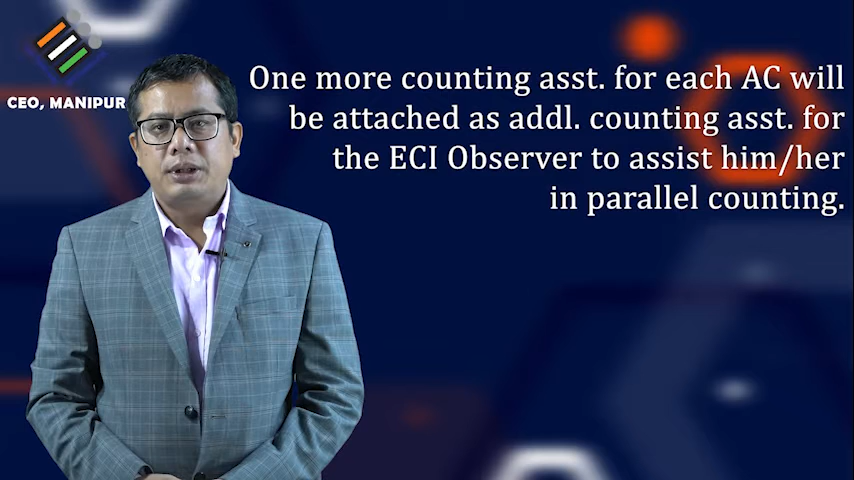 CEO, MANIPUR
One more counting asst. for each AC will
be attached as addl. counting asst. for
the ECI Observer to assist him/her
in parallel counting.